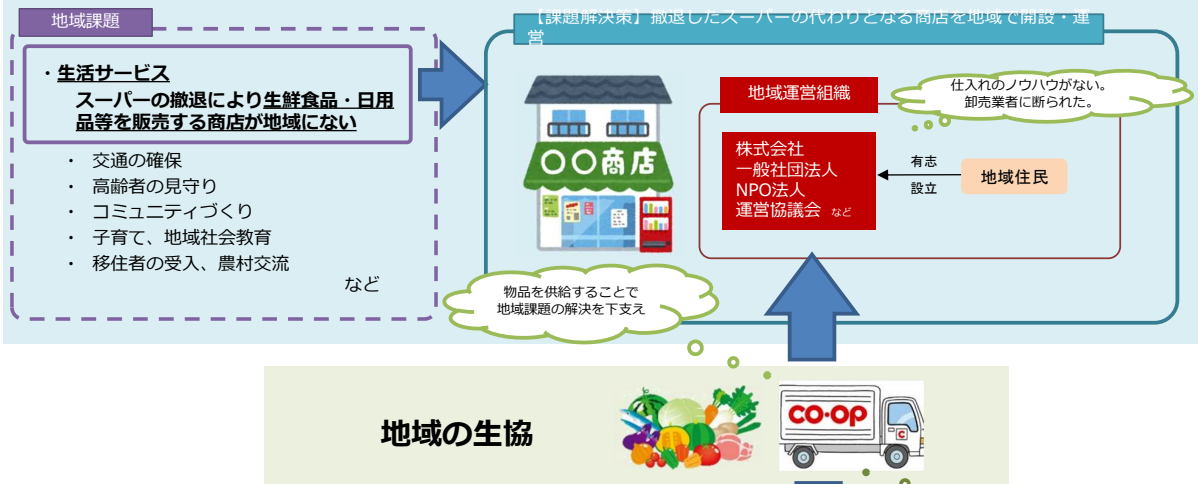 地域課題
・生活サービス
スーパーの撤退により生鮮食品・日用
品等を販売する商店が地域にない
・ 交通の確保
・ 高齢者の見守り
・ コミュニティづくり
・ 子育て、地域社会教育
・ 移住者の受入、農村交流
など
【課題解決策】撤退したスーパーの代わりとなる商店を地域で開設・運
営
〇〇商店
地域運営組織
仕入れのノウハウがない。
卸売業者に断られた。
株式会社
一般社団法人
NPO法人
運営協議会 など
有志
設立
地域住民
物品を供給することで
地域課題の解決を下支え
地域の生協
CO·OP
C